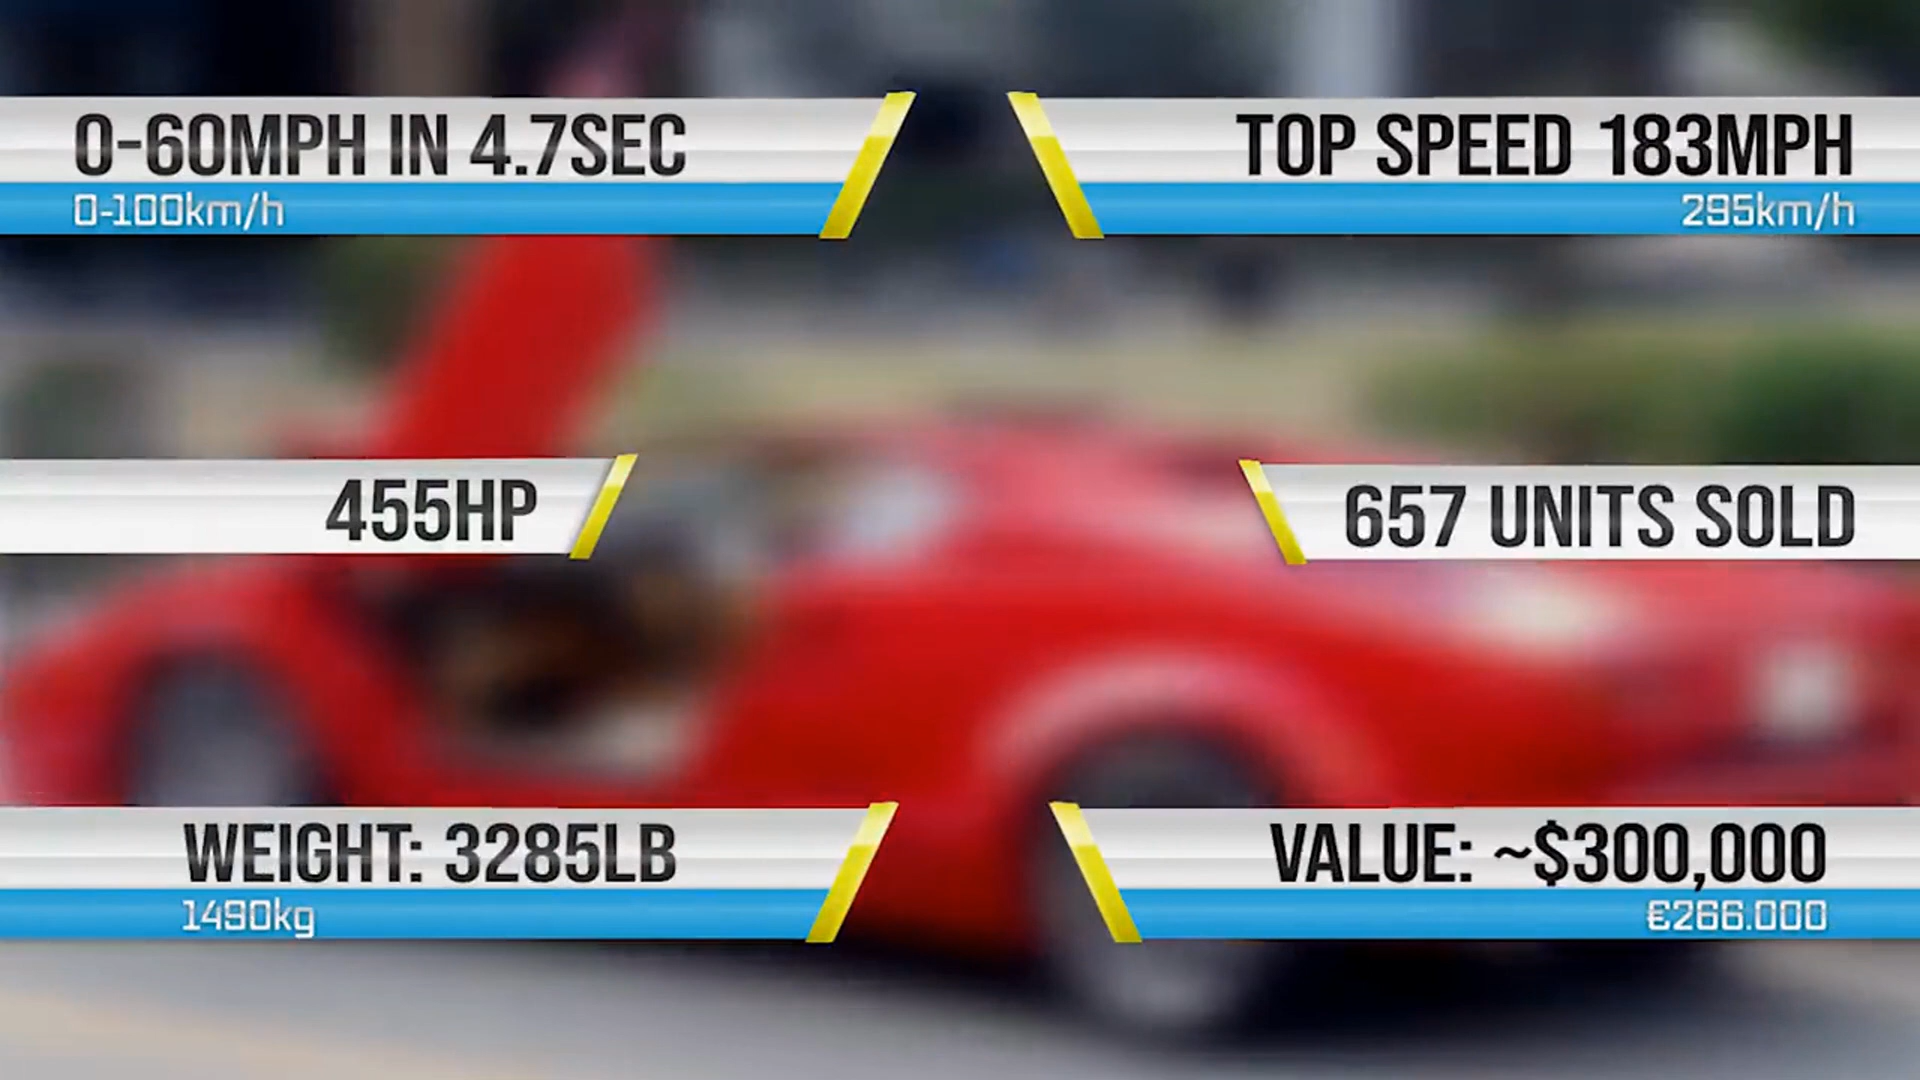 0-60MPH IN 4.7SEC
0-100km/h
TOP SPEED 183MPH
295km/h
455HP
657 UNITS SOLD
WEIGHT: 3285LB
1490kg
VALUE: ~$300,000
€266.000